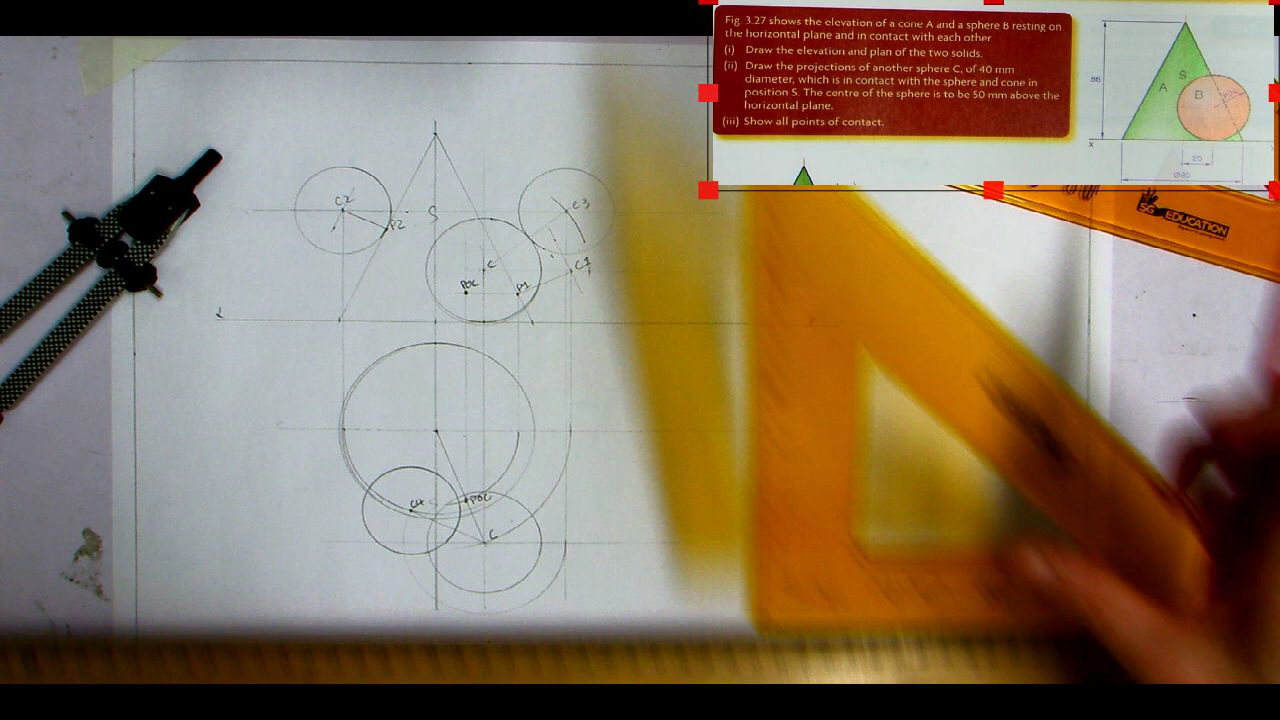 Fig 3.27 shows the elevation of a cone A and a sphere B resting on
the horizontal plane and in contact with each other
(i) Draw the elevation and plan of the two solids.
(ii) Draw the projections of another sphere C, of 40 mm
diameter, which is in contact with the sphere and cone in
position S. The centre of the sphere is to be 50 mm above the
horizontal plane.
(iii) Show all points of contact.
86
S
A
B
X
20
Ø80
SG EDUCATION
C2
P2
S
C3
C
C1
POC
P1
C4
POC
C